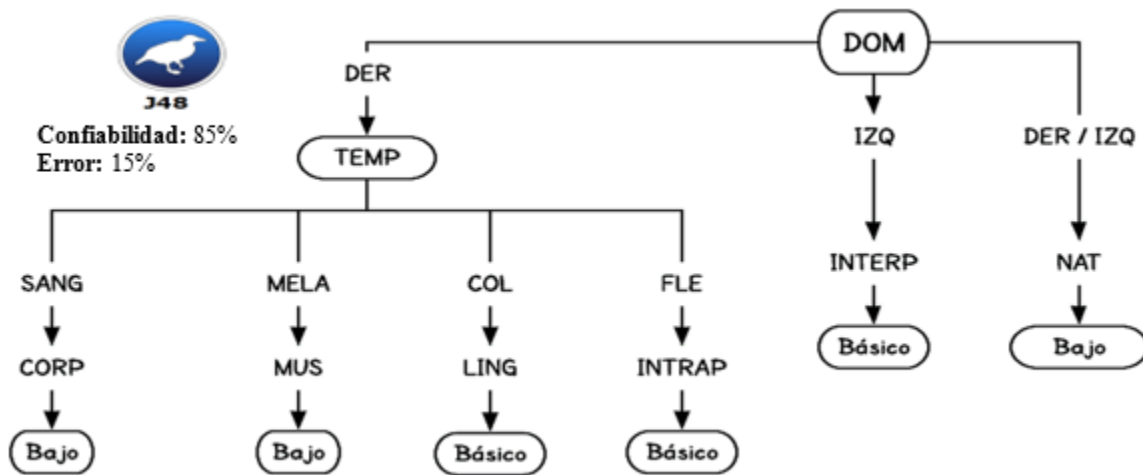 DOM
DER
J48
Confiabilidad: 85%
Error: 15%
TEMP
IZQ
DER / IZQ
SANG
MELA
COL
FLE
INTERP
NAT
CORP
MUS
LING
INTRAP
Básico
Bajo
Bajo
Bajo
Básico
Básico